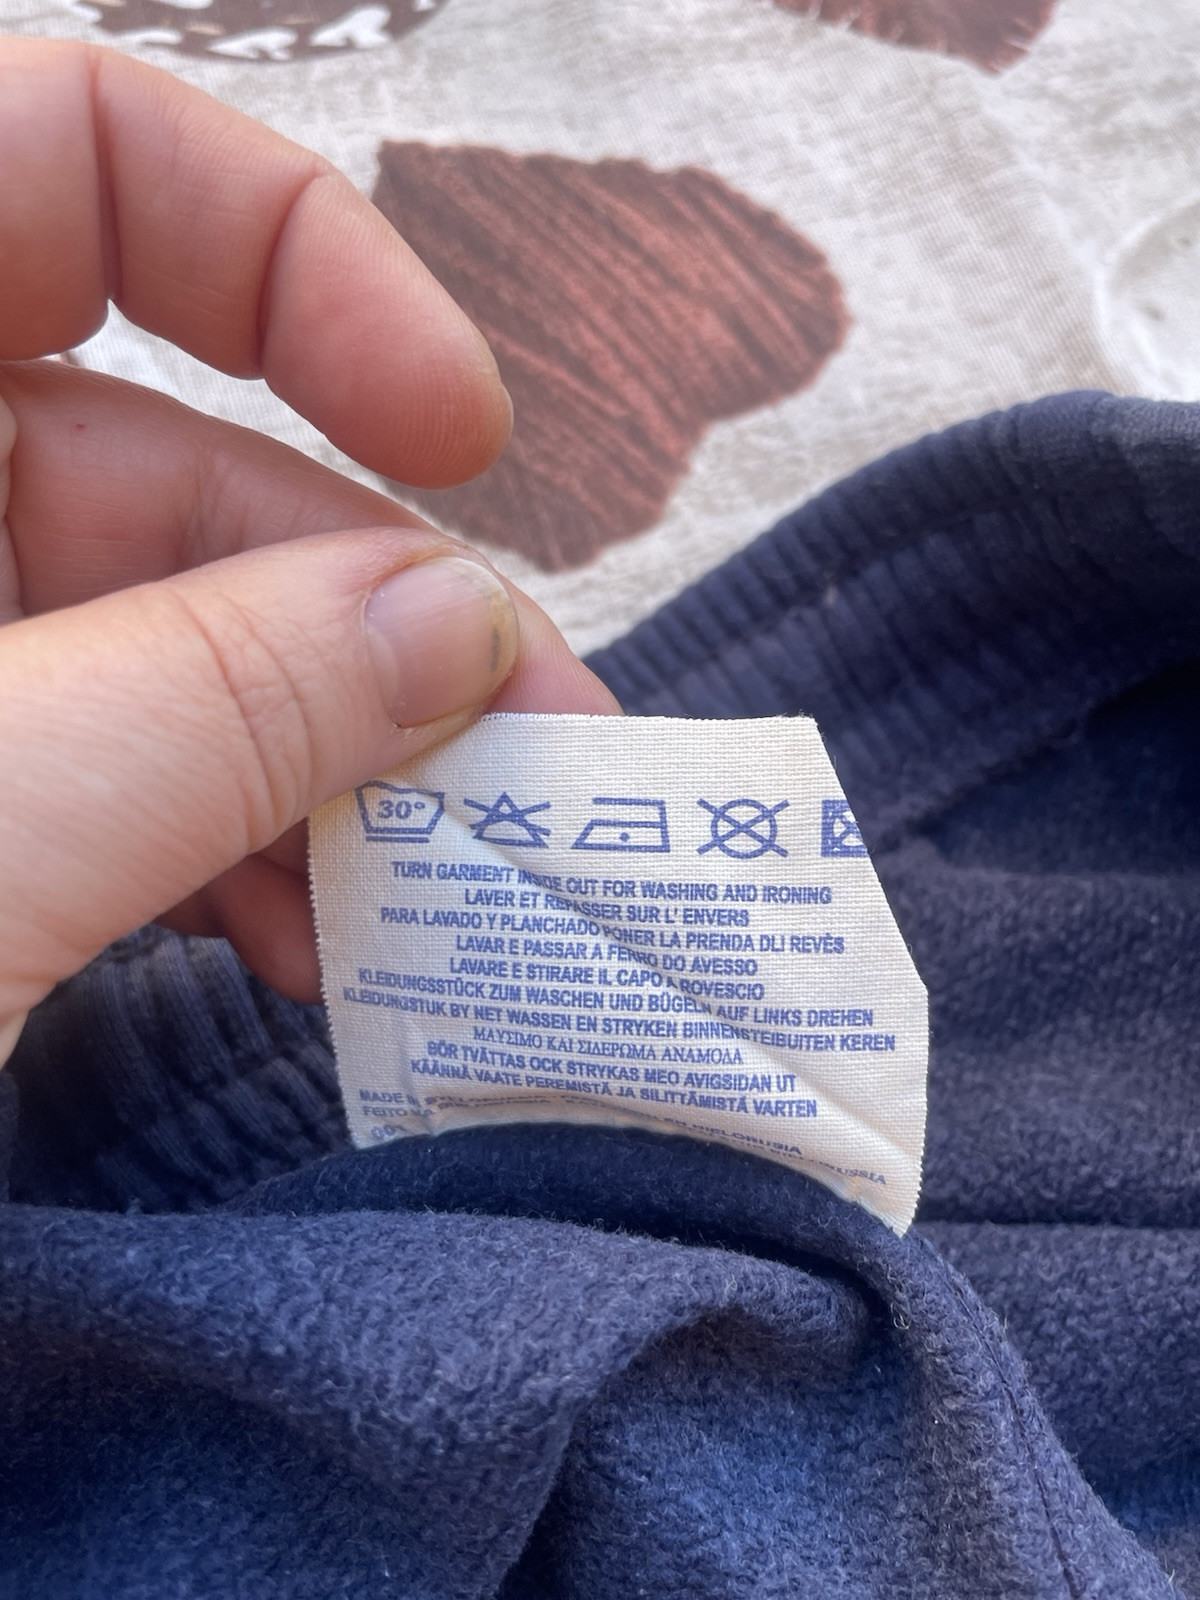 30°
TURN GARMENT INSIDE OUT FOR WASHING AND IRONING
LAVER ET REPASSER SUR L' ENVERS
PARA LAVADO Y PLANCHADO PONER LA PRENDA DLI REVÈS
LAVAR E PASSAR A FERRO DO AVESSO
LAVARE E STIRARE IL CAPO A ROVESCIO
KLEIDUNGSSTÜCK ZUM WASCHEN UND BÜGELN AUF LINKS DREHEN
KLEIDUNGSTUK BY NET WASSEN EN STRYKEN BINNENSTEIBUITEN KEREN
ΜΑΥΣΙΜΟ ΚΑΙ ΣΙΔΕΡΩΜΑ ΑΝΑΜΟΔΑ
BÖR TVÄTTAS OCK STRYKAS MEO AVIGSIDAN UT
KÄÄNNÄ VAATE PEREMISTÄ JA SILITTÄMISTÄ VARTEN
MADE EN BIELORUSIA
FEITO